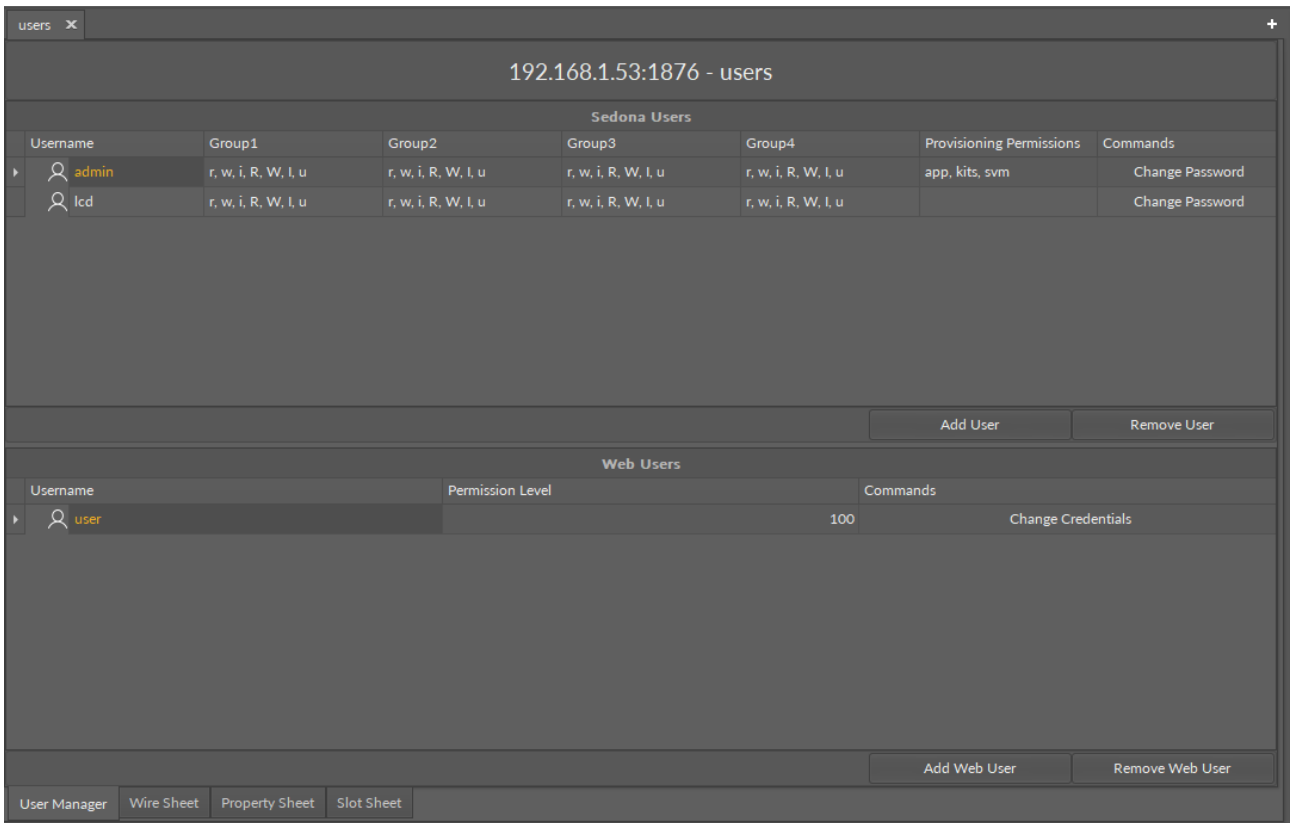 users ×
+
192.168.1.53:1876 - users
Sedona Users
Username Group1 Group2 Group3 Group4 Provisioning Permissions Commands
admin r, w, i, R, W, I, u r, w, i, R, W, I, u r, w, i, R, W, I, u r, w, i, R, W, I, u app, kits, svm Change Password
lcd r, w, i, R, W, I, u r, w, i, R, W, I, u r, w, i, R, W, I, u r, w, i, R, W, I, u Change Password
Add User Remove User
Web Users
Username Permission Level Commands
user 100 Change Credentials
Add Web User Remove Web User
User Manager Wire Sheet Property Sheet Slot Sheet